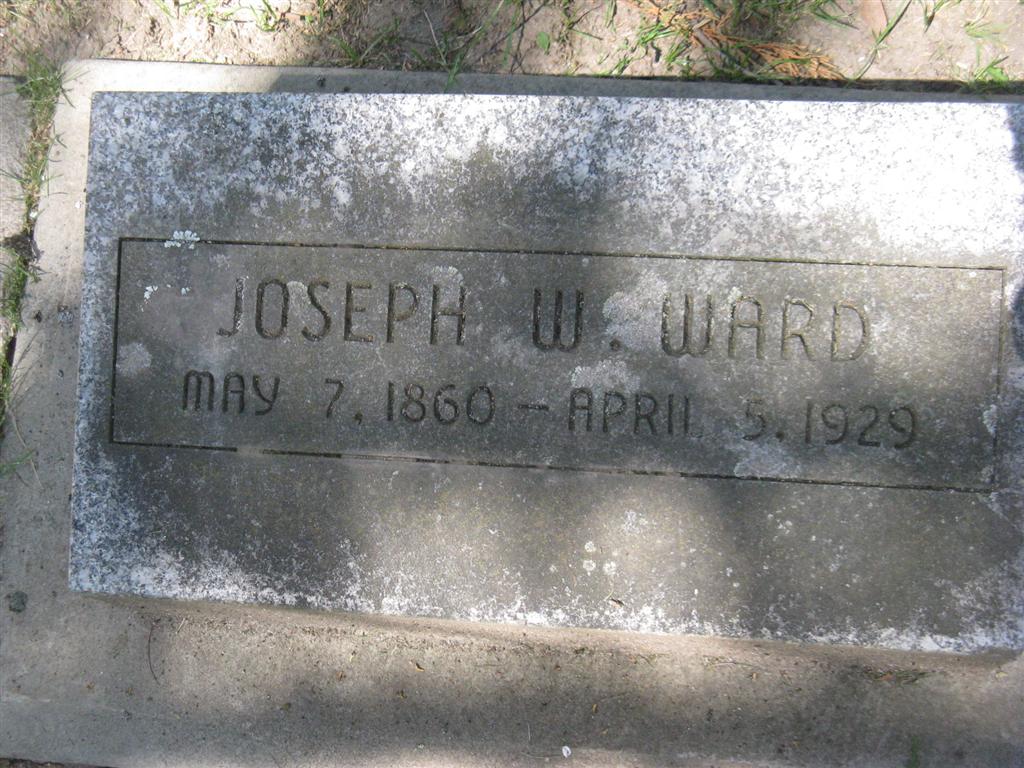 JOSEPH W. WARD
MAY 7, 1860 – APRIL 5, 1929